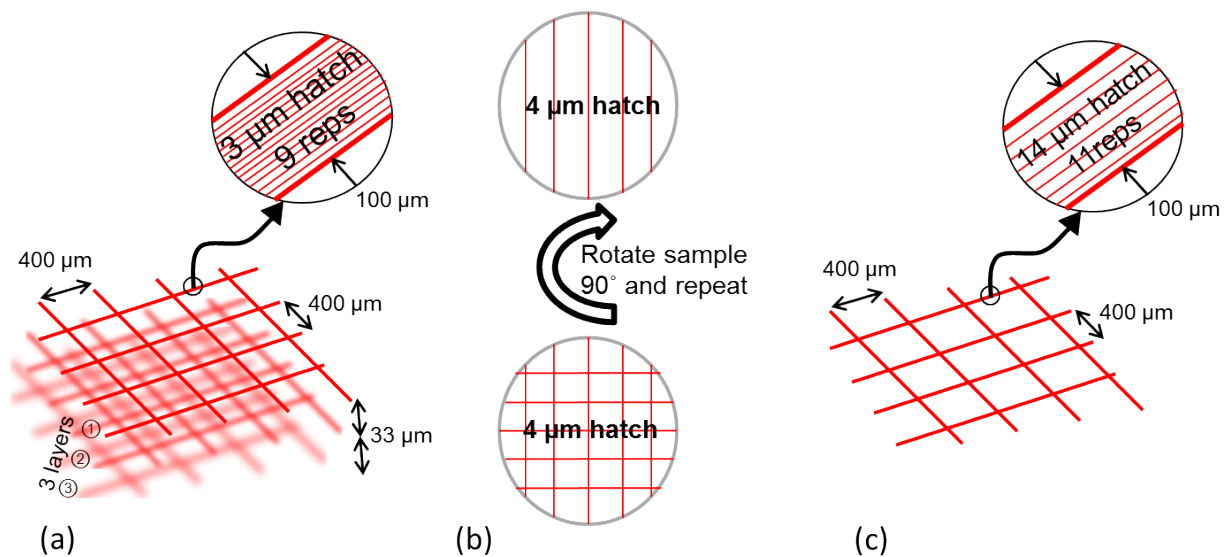 3 µm hatch
9 reps
100 µm
400 µm
400 µm
33 µm
3 layers
1
2
3
(a)
4 µm hatch
Rotate sample
90° and repeat
4 µm hatch
(b)
14 µm hatch
11reps
100 µm
400 µm
400 µm
(c)